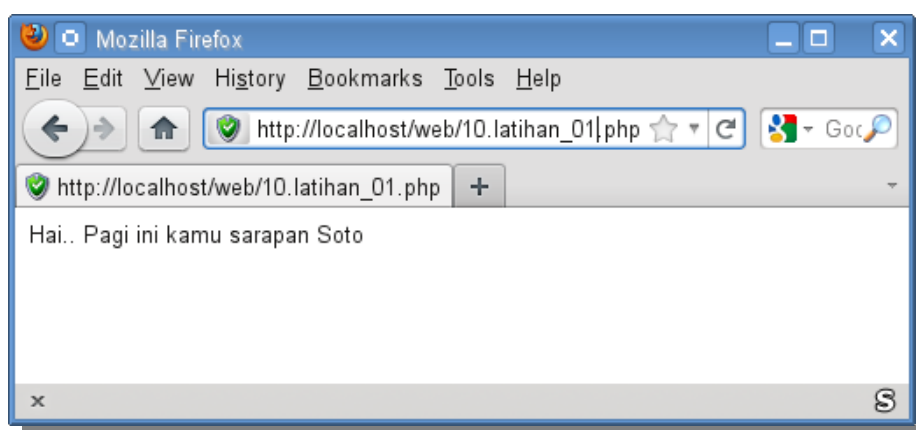 Mozilla Firefox
File Edit View History Bookmarks Tools Help
http://localhost/web/10.latihan_01.php
http://localhost/web/10.latihan_01.php +
Hai.. Pagi ini kamu sarapan Soto
x S